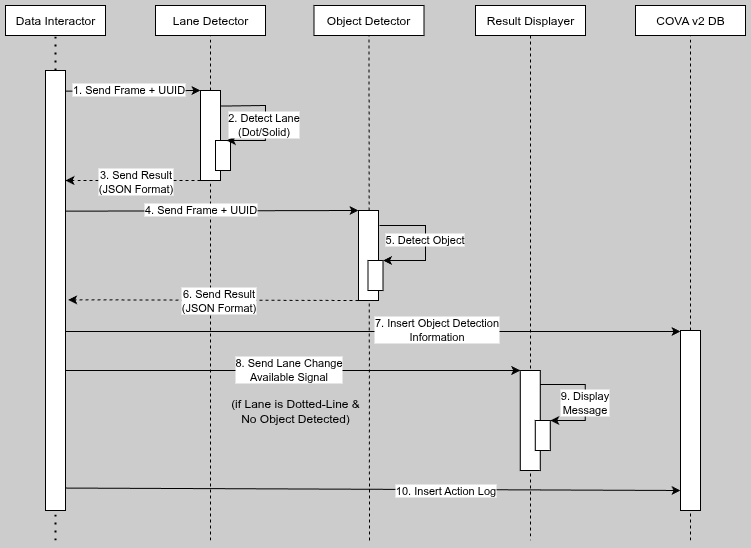 Data Interactor
Lane Detector
Object Detector
Result Displayer
COVA v2 DB
1. Send Frame + UUID
2. Detect Lane
(Dot/Solid)
3. Send Result
(JSON Format)
4. Send Frame + UUID
5. Detect Object
6. Send Result
(JSON Format)
7. Insert Object Detection
Information
8. Send Lane Change
Available Signal
(if Lane is Dotted-Line &
No Object Detected)
9. Display
Message
10. Insert Action Log